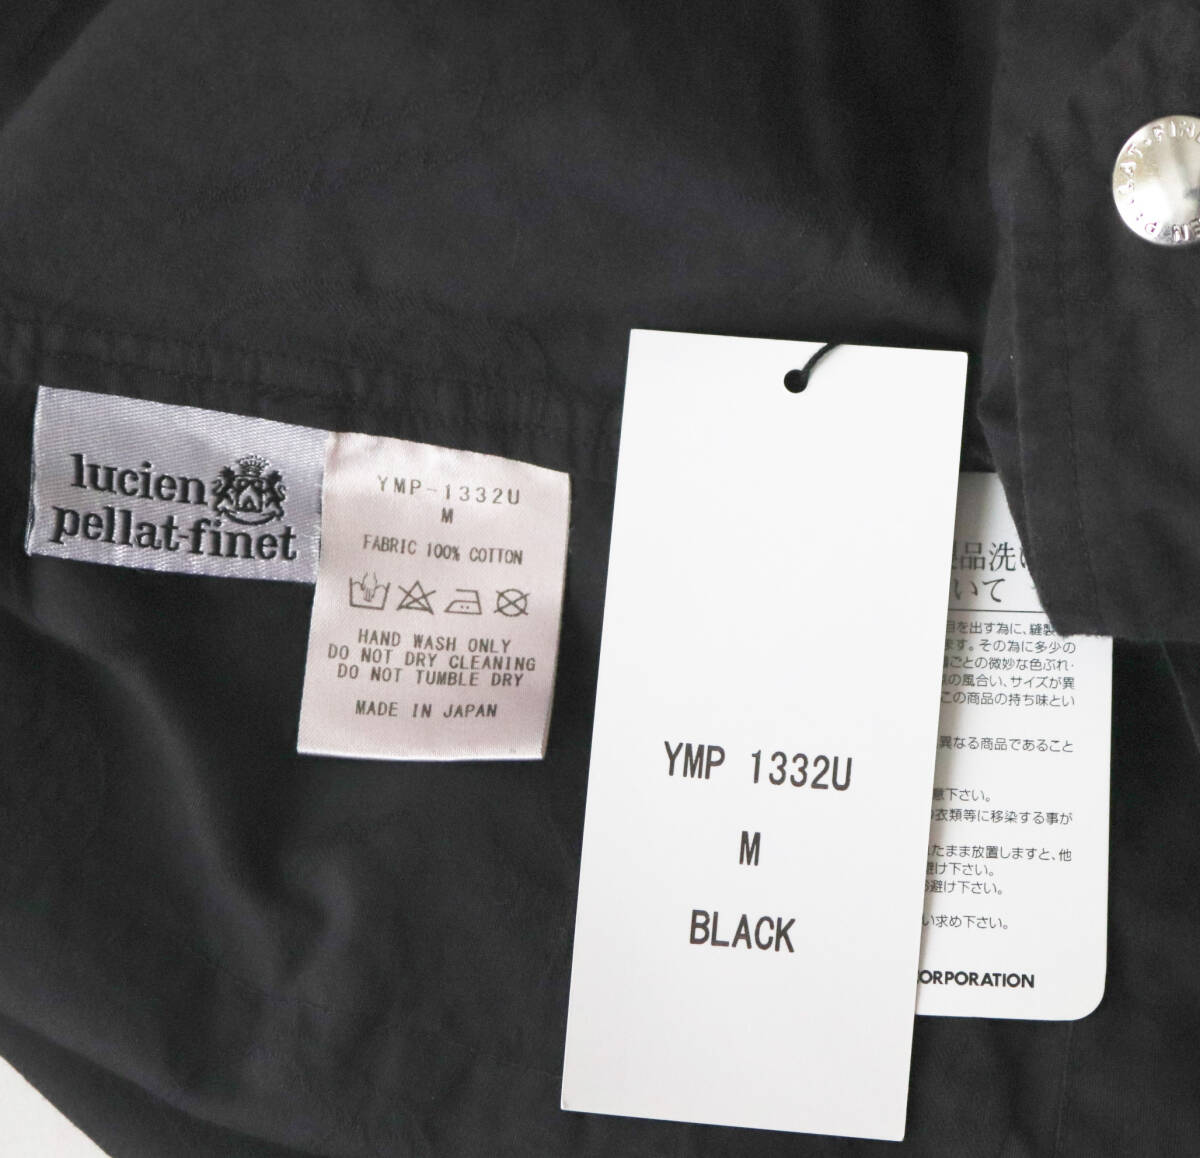 lucien
pellat-finet
YMP-1332U
M
FABRIC 100% COTTON
HAND WASH ONLY
DO NOT DRY CLEANING
DO NOT TUMBLE DRY
MADE IN JAPAN
YMP 1332U
M
BLACK
品洗い
いて
を出す為に、縫製
ます。その為に多少の
ごとの微妙な色ぶれ・
の風合い、サイズが異
この商品の持ち味とい
異なる商品であること
意下さい。
衣類等に移染する事が
たまま放置しますと、他
避け下さい。
避け下さい。
い求め下さい。
ORPORATION